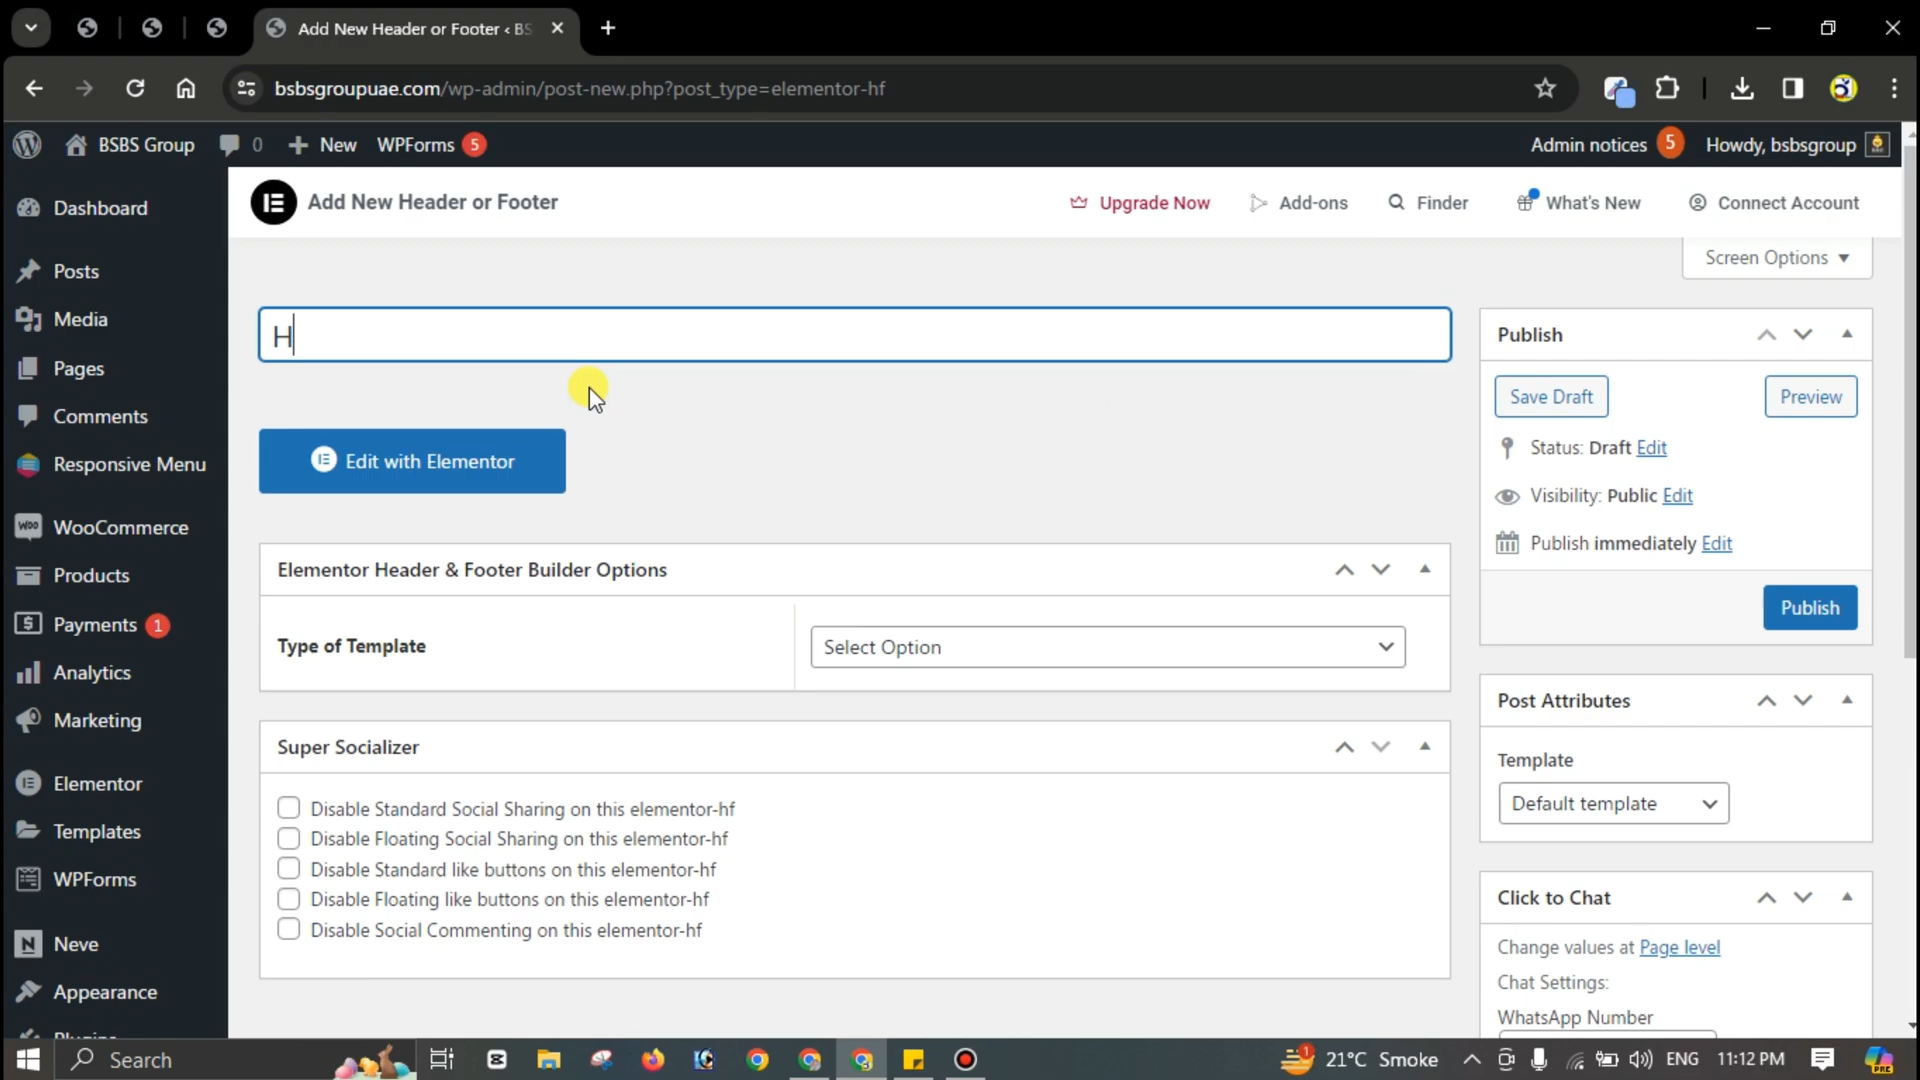 Add New Header or Footer ‹ BS
bsbsgroupuae.com/wp-admin/post-new.php?post_type=elementor-hf
BSBS Group 0 New WPForms 5 Admin notices 5 Howdy, bsbsgroup
Add New Header or Footer Upgrade Now Add-ons Finder What's New Connect Account
Screen Options
Dashboard
Posts
Media
Pages
Comments
Responsive Menu
WooCommerce
Products
Payments 1
Analytics
Marketing
Elementor
Templates
WPForms
Neve
Appearance
H
Edit with Elementor
Elementor Header & Footer Builder Options
Type of Template Select Option
Super Socializer
Disable Standard Social Sharing on this elementor-hf
Disable Floating Social Sharing on this elementor-hf
Disable Standard like buttons on this elementor-hf
Disable Floating like buttons on this elementor-hf
Disable Social Commenting on this elementor-hf
Publish
Save Draft Preview
Status: Draft Edit
Visibility: Public Edit
Publish immediately Edit
Publish
Post Attributes
Template
Default template
Click to Chat
Change values at Page level
Chat Settings:
WhatsApp Number
Search 1 21°C Smoke ENG 11:12 PM